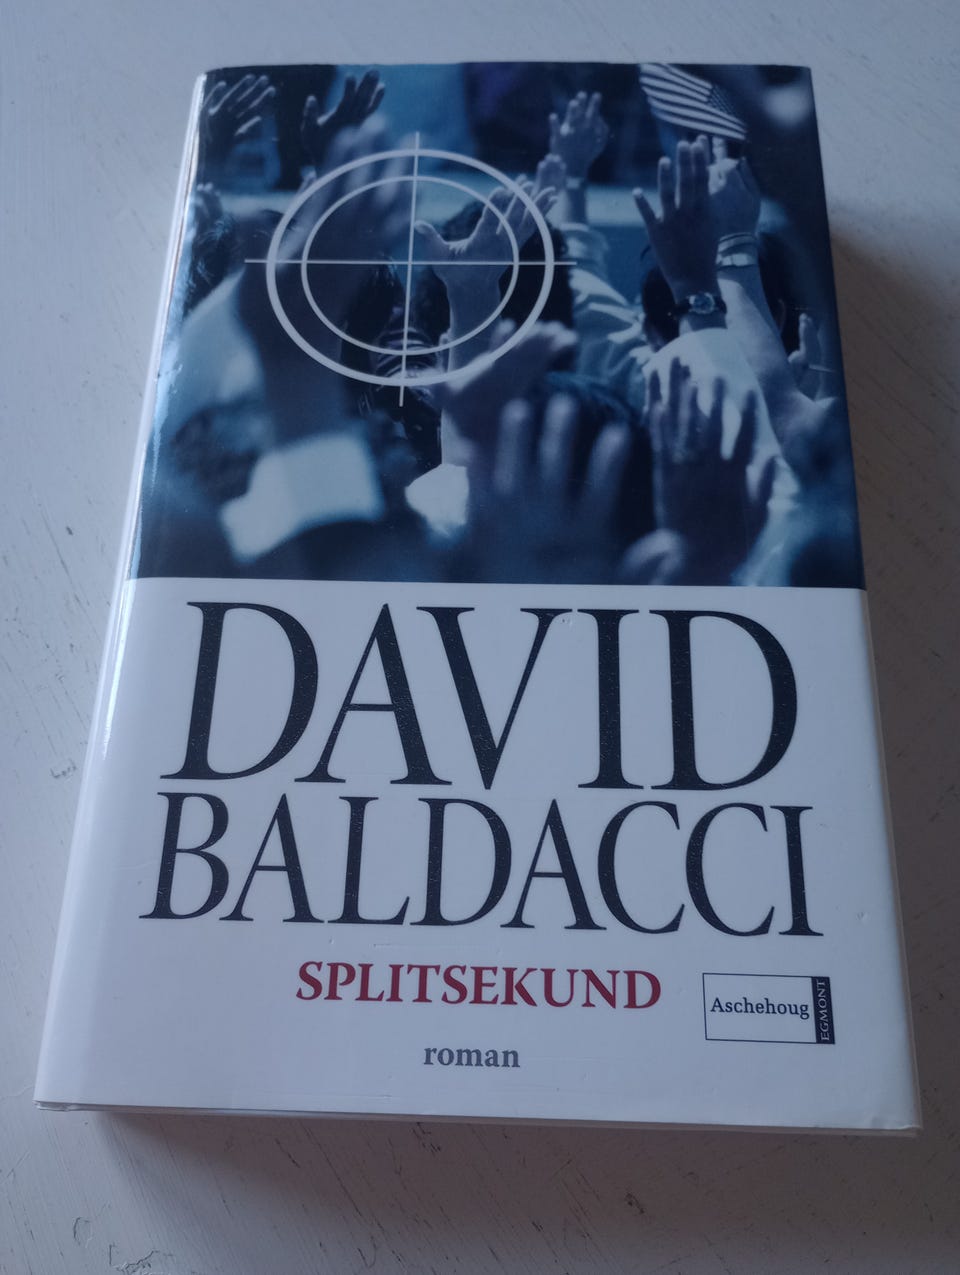 DAVID
BALDACCI
SPLITSEKUND
roman
Aschehoug
EGMONT